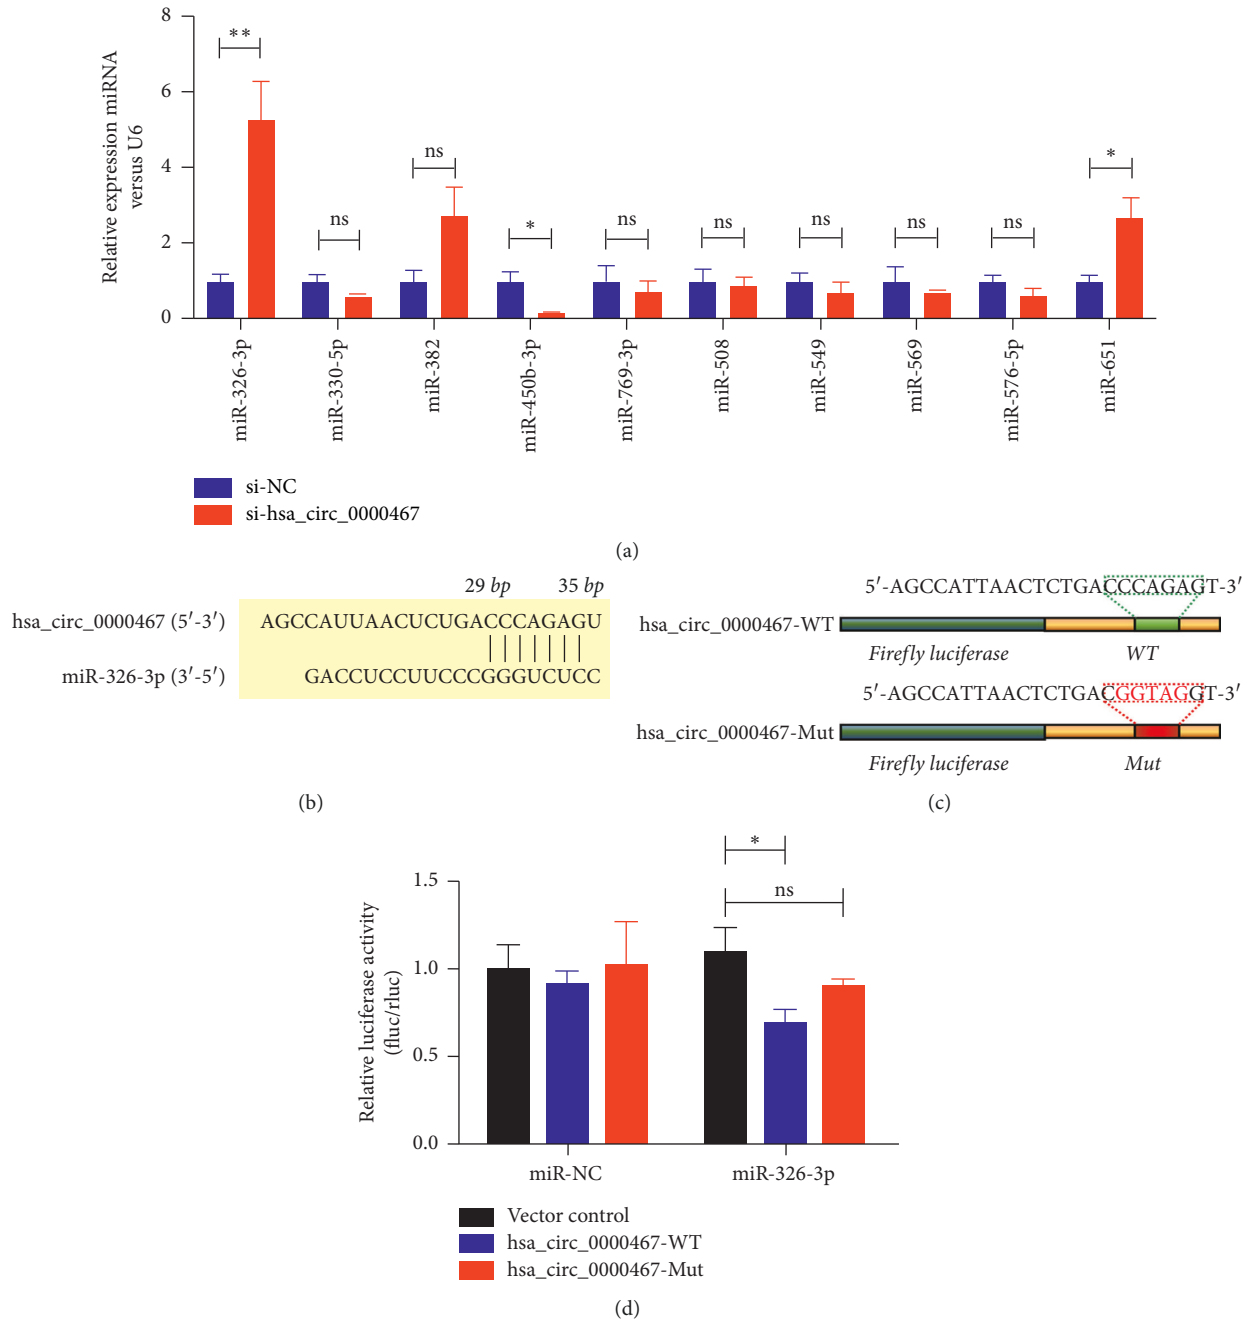 8
6
4
2
0
Relative expression miRNA
versus U6
**
ns
ns
*
ns
ns
ns
ns
ns
*
miR-326-3p
miR-330-5p
miR-382
miR-450b-3p
miR-769-3p
miR-508
miR-549
miR-569
miR-576-5p
miR-651
si-NC
si-hsa_circ_0000467
(a)
29 bp 35 bp
hsa_circ_0000467 (5′-3′) AGCCAUUAACUCUGACCCAGAGU
miR-326-3p (3′-5′) GACCUCCUUCCCGGGUCUCC
(b)
5′-AGCCATTAACTCTGACCCAGAGT-3′
hsa_circ_0000467-WT
Firefly luciferase WT
5′-AGCCATTAACTCTGACGGTAGGT-3′
hsa_circ_0000467-Mut
Firefly luciferase Mut
(c)
*
ns
1.5
1.0
0.5
0.0
Relative luciferase activity
(fluc/rluc)
miR-NC miR-326-3p
Vector control
hsa_circ_0000467-WT
hsa_circ_0000467-Mut
(d)